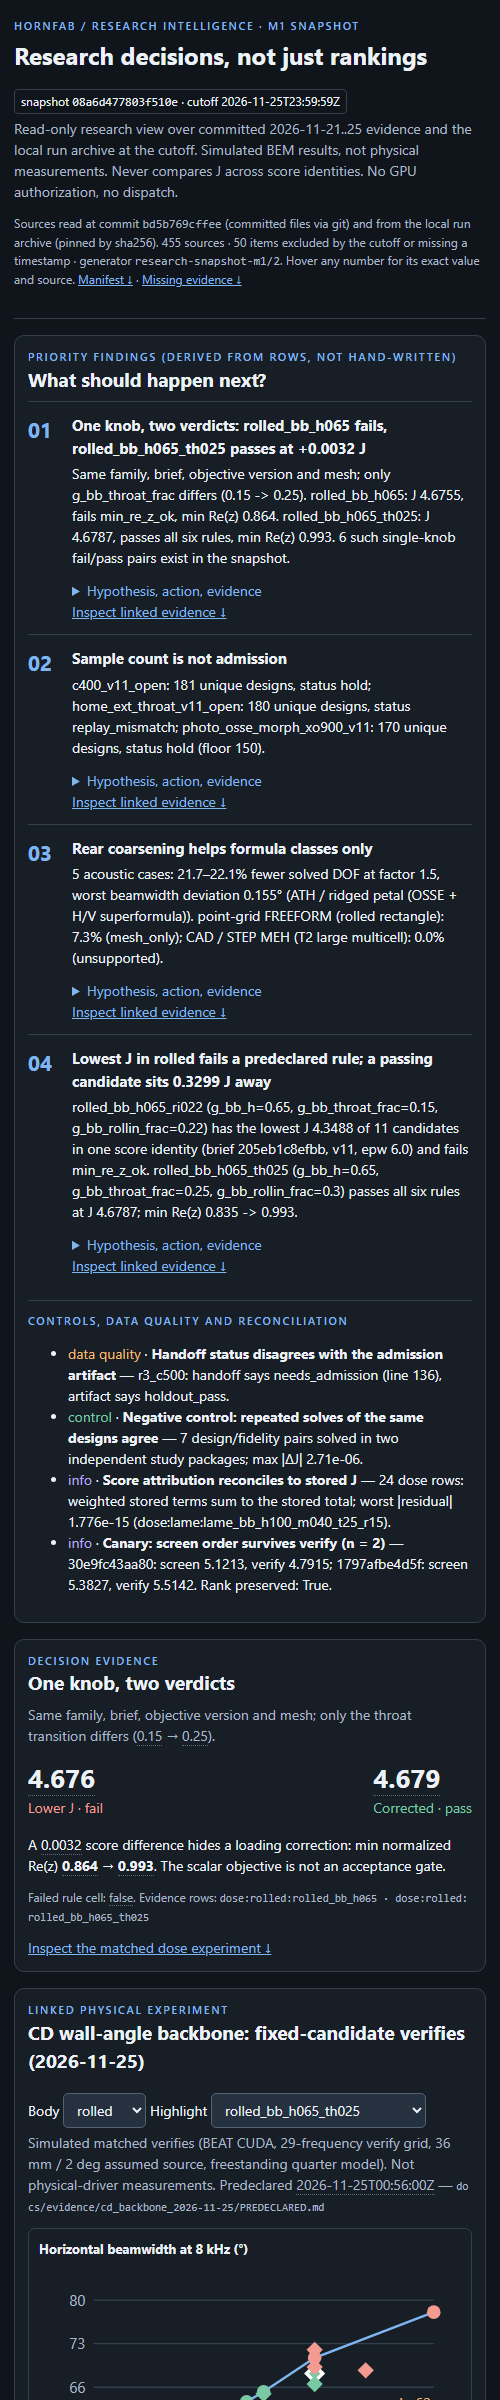 HORNFAB / RESEARCH INTELLIGENCE · M1 SNAPSHOT
Research decisions, not just rankings
snapshot 08a6d477803f510e · cutoff 2026-11-25T23:59:59Z
Read-only research view over committed 2026-11-21..25 evidence and the
local run archive at the cutoff. Simulated BEM results, not physical
measurements. Never compares J across score identities. No GPU
authorization, no dispatch.
Sources read at commit bd5b769cffee (committed files via git) and from the local run
archive (pinned by sha256). 455 sources · 50 items excluded by the cutoff or missing a
timestamp · generator research-snapshot-m1/2. Hover any number for its exact value
and source. Manifest ↓ · Missing evidence ↓
PRIORITY FINDINGS (DERIVED FROM ROWS, NOT HAND-WRITTEN)
What should happen next?
01
One knob, two verdicts: rolled_bb_h065 fails,
rolled_bb_h065_th025 passes at +0.0032 J
Same family, brief, objective version and mesh; only
g_bb_throat_frac differs (0.15 -> 0.25). rolled_bb_h065: J 4.6755,
fails min_re_z_ok, min Re(z) 0.864. rolled_bb_h065_th025: J
4.6787, passes all six rules, min Re(z) 0.993. 6 such single-knob
fail/pass pairs exist in the snapshot.
▶ Hypothesis, action, evidence
Inspect linked evidence ↓
02
Sample count is not admission
c400_v11_open: 181 unique designs, status hold;
home_ext_throat_v11_open: 180 unique designs, status
replay_mismatch; photo_osse_morph_xo900_v11: 170 unique
designs, status hold (floor 150).
▶ Hypothesis, action, evidence
Inspect linked evidence ↓
03
Rear coarsening helps formula classes only
5 acoustic cases: 21.7–22.1% fewer solved DOF at factor 1.5,
worst beamwidth deviation 0.155° (ATH / ridged petal (OSSE +
H/V superformula)). point-grid FREEFORM (rolled rectangle):
7.3% (mesh_only); CAD / STEP MEH (T2 large multicell): 0.0%
(unsupported).
▶ Hypothesis, action, evidence
Inspect linked evidence ↓
04
Lowest J in rolled fails a predeclared rule; a passing
candidate sits 0.3299 J away
rolled_bb_h065_ri022 (g_bb_h=0.65, g_bb_throat_frac=0.15,
g_bb_rollin_frac=0.22) has the lowest J 4.3488 of 11 candidates
in one score identity (brief 205eb1c8efbb, v11, epw 6.0) and fails
min_re_z_ok. rolled_bb_h065_th025 (g_bb_h=0.65,
g_bb_throat_frac=0.25, g_bb_rollin_frac=0.3) passes all six rules
at J 4.6787; min Re(z) 0.835 -> 0.993.
▶ Hypothesis, action, evidence
Inspect linked evidence ↓
CONTROLS, DATA QUALITY AND RECONCILIATION
• data quality · Handoff status disagrees with the admission
artifact — r3_c500: handoff says needs_admission (line 136),
artifact says holdout_pass.
• control · Negative control: repeated solves of the same
designs agree — 7 design/fidelity pairs solved in two
independent study packages; max |ΔJ| 2.71e-06.
• info · Score attribution reconciles to stored J — 24 dose rows:
weighted stored terms sum to the stored total; worst |residual|
1.776e-15 (dose:lame:lame_bb_h100_m040_t25_r15).
• info · Canary: screen order survives verify (n = 2) —
30e9fc43aa80: screen 5.1213, verify 4.7915; 1797afbe4d5f: screen
5.3827, verify 5.5142. Rank preserved: True.
DECISION EVIDENCE
One knob, two verdicts
Same family, brief, objective version and mesh; only the throat
transition differs (0.15 → 0.25).
4.676 4.679
Lower J · fail Corrected · pass
A 0.0032 score difference hides a loading correction: min normalized
Re(z) 0.864 → 0.993. The scalar objective is not an acceptance gate.
Failed rule cell: false. Evidence rows: dose:rolled:rolled_bb_h065 · dose:rolled:
rolled_bb_h065_th025
Inspect the matched dose experiment ↓
LINKED PHYSICAL EXPERIMENT
CD wall-angle backbone: fixed-candidate verifies
(2026-11-25)
Body rolled Highlight rolled_bb_h065_th025
Simulated matched verifies (BEAT CUDA, 29-frequency verify grid, 36
mm / 2 deg assumed source, freestanding quarter model). Not
physical-driver measurements. Predeclared 2026-11-25T00:56:00Z — do
cs/evidence/cd_backbone_2026-11-25/PREDECLARED.md
Horizontal beamwidth at 8 kHz (°)
80
73
66